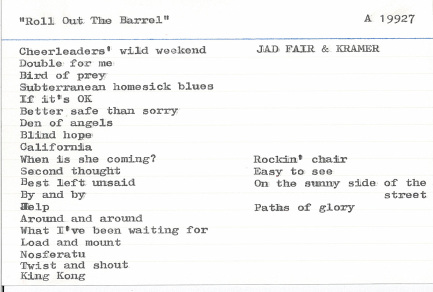 "Roll Out The Barrel" A 19927
Cheerleaders' wild weekend JAD FAIR & KRAMER
Double for me
Bird of prey
Subterranean homesick blues
If it's OK
Better safe than sorry
Den of angels
Blind hope
California
When is she coming? Rockin' chair
Second thought Easy to see
Best left unsaid On the sunny side of the
By and by street
Help Paths of glory
Around and around
What I've been waiting for
Load and mount
Nosferatu
Twist and shout
King Kong